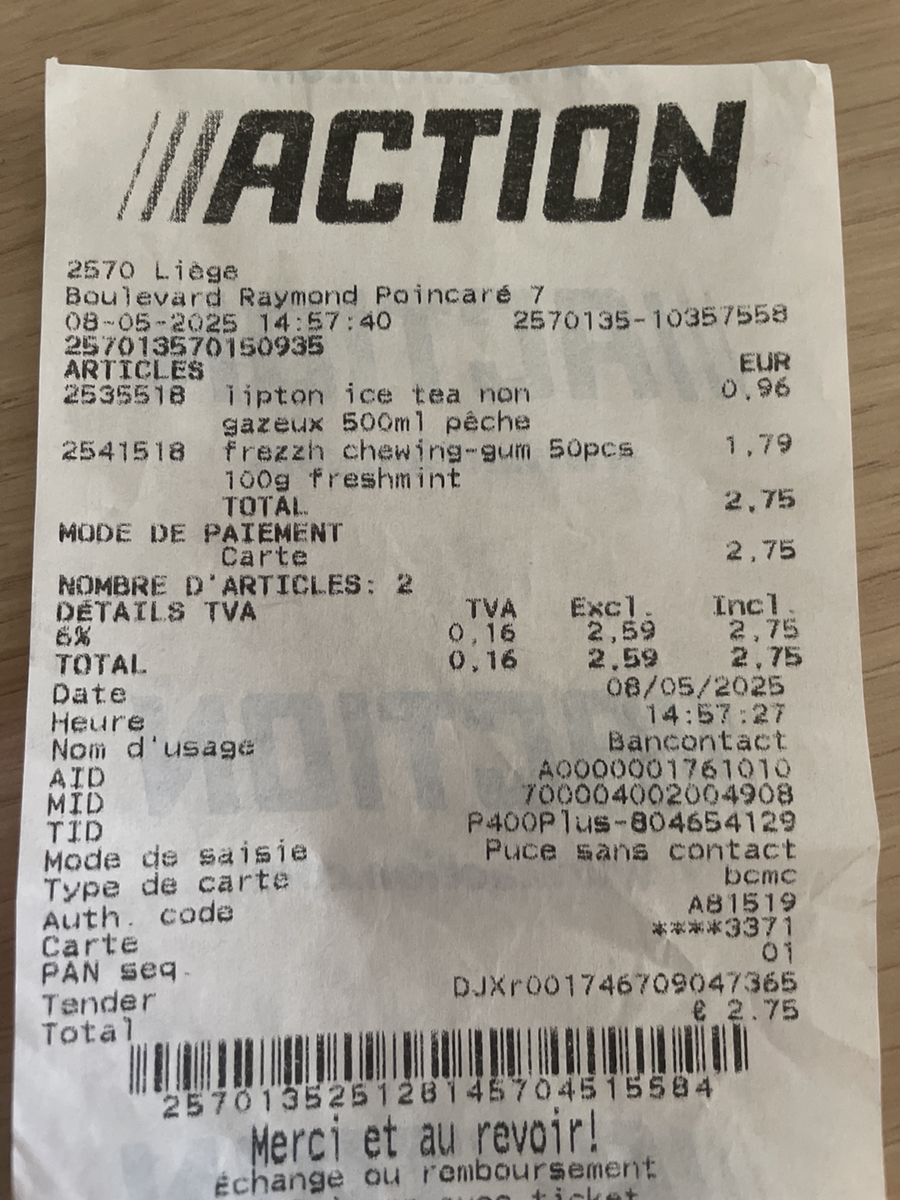 ACTION
2570 Liège
Boulevard Raymond Poincaré 7
08-05-2025 14:57:40 2570135-10357558
257013570150935
ARTICLES EUR
2535518 lipton ice tea non 0,96
gazeux 500ml pêche
2541518 frezzh chewing-gum 50pcs 1,79
100g freshmint
TOTAL 2,75
MODE DE PAIEMENT
Carte 2,75
NOMBRE D'ARTICLES: 2
DÉTAILS TVA TVA Excl. Incl.
6% 0,16 2,59 2,75
TOTAL 0,16 2,59 2,75
Date 08/05/2025
Heure 14:57:27
Nom d'usage Bancontact
AID A0000001761010
MID 700004002004908
TID P400Plus-804654129
Mode de saisie Puce sans contact
Type de carte bcmc
Auth. code A81519
Carte ****3371
PAN seq. 01
Tender DJXr001746709047365
Total € 2.75
257013525128145704515584
Merci et au revoir!
échange ou remboursement
ticket